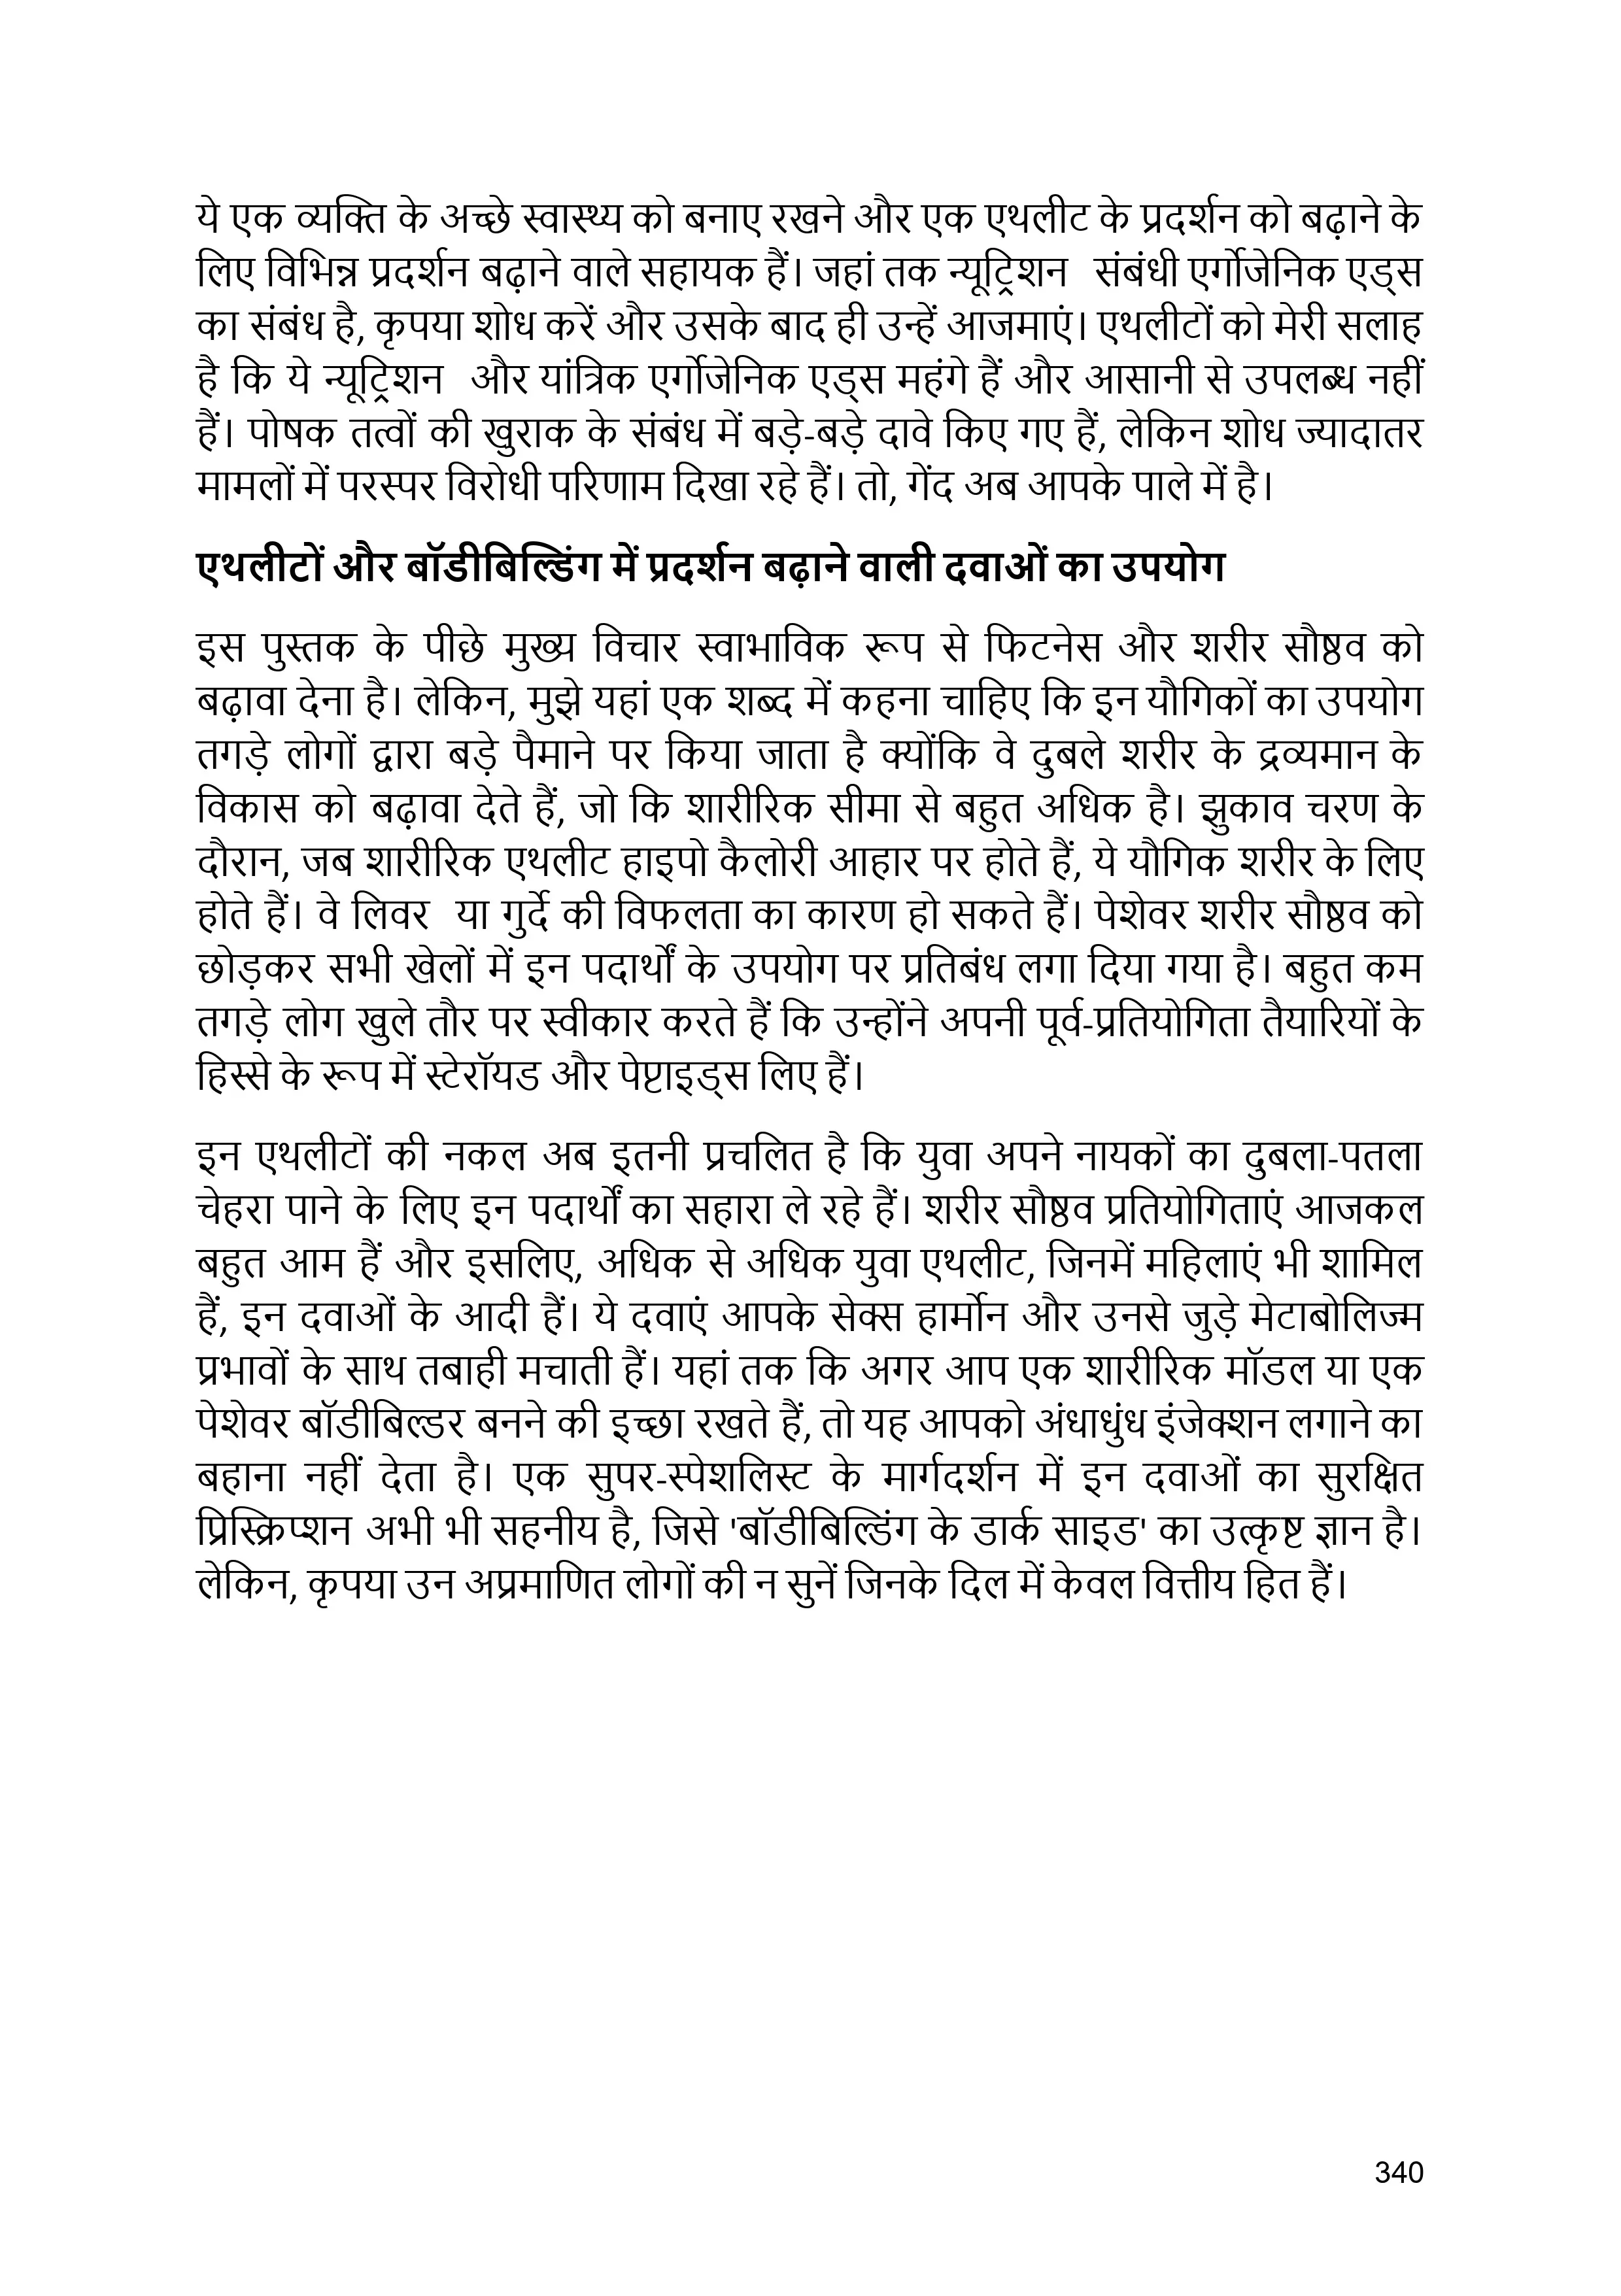 ये एक व्यक्ति के अच्छे स्वास्थ्य को बनाए रखने और एक एथलीट के प्रदर्शन को बढ़ाने के
लिए विभिन्न प्रदर्शन बढ़ाने वाले सहायक हैं। जहां तक न्यूट्रिशन संबंधी एर्गोजेनिक एड्स
का संबंध है, कृपया शोध करें और उसके बाद ही उन्हें आजमाएं। एथलीटों को मेरी सलाह
है कि ये न्यूट्रिशन और यांत्रिक एर्गोजेनिक एड्स महंगे हैं और आसानी से उपलब्ध नहीं
हैं। पोषक तत्वों की खुराक के संबंध में बड़े-बड़े दावे किए गए हैं, लेकिन शोध ज्यादातर
मामलों में परस्पर विरोधी परिणाम दिखा रहे हैं। तो, गेंद अब आपके पाले में है।
एथलीटों और बॉडीबिल्डिंग में प्रदर्शन बढ़ाने वाली दवाओं का उपयोग
इस पुस्तक के पीछे मुख्य विचार स्वाभाविक रूप से फिटनेस और शरीर सौष्ठव को
बढ़ावा देना है। लेकिन, मुझे यहां एक शब्द में कहना चाहिए कि इन यौगिकों का उपयोग
तगड़े लोगों द्वारा बड़े पैमाने पर किया जाता है क्योंकि वे दुबले शरीर के द्रव्यमान के
विकास को बढ़ावा देते हैं, जो कि शारीरिक सीमा से बहुत अधिक है। झुकाव चरण के
दौरान, जब शारीरिक एथलीट हाइपो कैलोरी आहार पर होते हैं, ये यौगिक शरीर के लिए
होते हैं। वे लिवर या गुर्दे की विफलता का कारण हो सकते हैं। पेशेवर शरीर सौष्ठव को
छोड़कर सभी खेलों में इन पदार्थों के उपयोग पर प्रतिबंध लगा दिया गया है। बहुत कम
तगड़े लोग खुले तौर पर स्वीकार करते हैं कि उन्होंने अपनी पूर्व-प्रतियोगिता तैयारियों के
हिस्से के रूप में स्टेरॉयड और पेप्टाइड्स लिए हैं।
इन एथलीटों की नकल अब इतनी प्रचलित है कि युवा अपने नायकों का दुबला-पतला
चेहरा पाने के लिए इन पदार्थों का सहारा ले रहे हैं। शरीर सौष्ठव प्रतियोगिताएं आजकल
बहुत आम हैं और इसलिए, अधिक से अधिक युवा एथलीट, जिनमें महिलाएं भी शामिल
हैं, इन दवाओं के आदी हैं। ये दवाएं आपके सेक्स हार्मोन और उनसे जुड़े मेटाबोलिज्म
प्रभावों के साथ तबाही मचाती हैं। यहां तक कि अगर आप एक शारीरिक मॉडल या एक
पेशेवर बॉडीबिल्डर बनने की इच्छा रखते हैं, तो यह आपको अंधाधुंध इंजेक्शन लगाने का
बहाना नहीं देता है। एक सुपर-स्पेशलिस्ट के मार्गदर्शन में इन दवाओं का सुरक्षित
प्रिस्क्रिप्शन अभी भी सहनीय है, जिसे 'बॉडीबिल्डिंग के डार्क साइड' का उत्कृष्ट ज्ञान है।
लेकिन, कृपया उन अप्रमाणित लोगों की न सुनें जिनके दिल में केवल वित्तीय हित हैं।
340